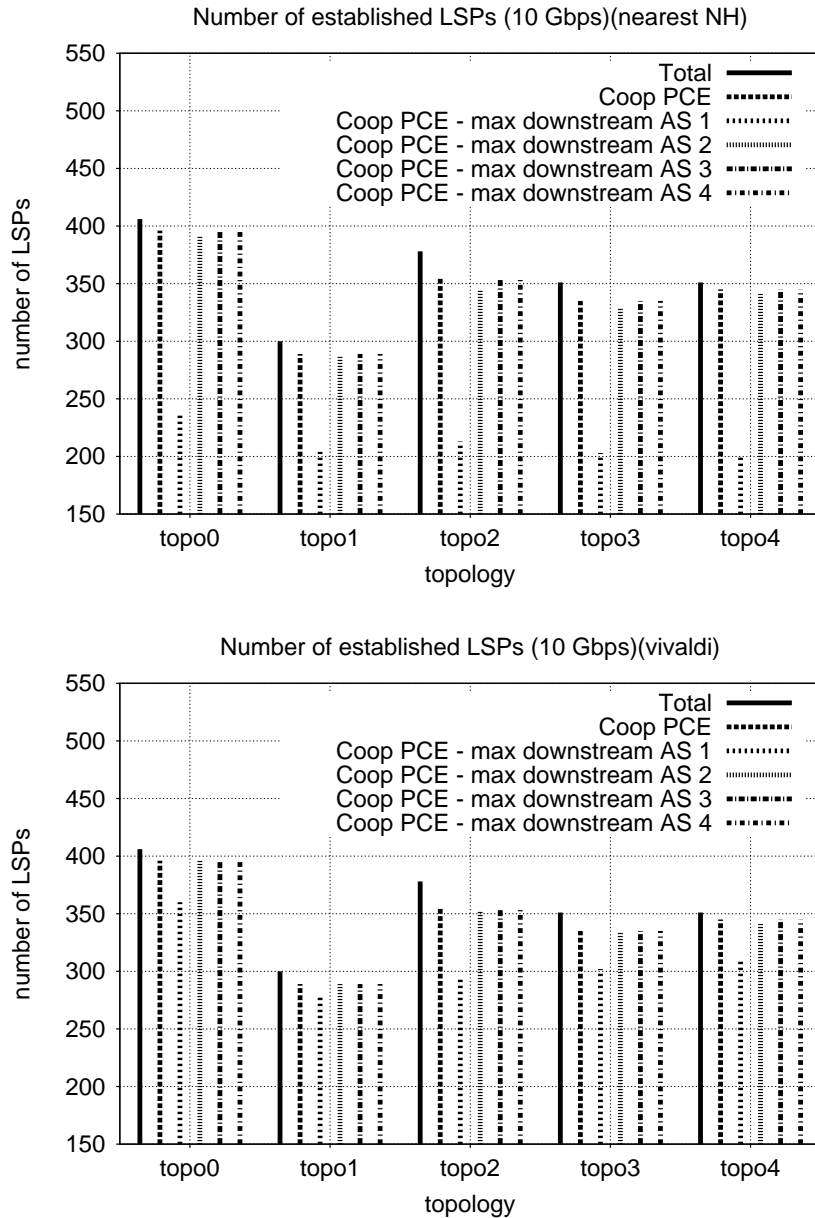 Number of established LSPs (10 Gbps)(nearest NH)
550
500
450
400
350
300
250
200
150
number of LSPs
Total
Coop PCE
Coop PCE - max downstream AS 1
Coop PCE - max downstream AS 2
Coop PCE - max downstream AS 3
Coop PCE - max downstream AS 4
topo0 topo1 topo2 topo3 topo4
topology
Number of established LSPs (10 Gbps)(vivaldi)
550
500
450
400
350
300
250
200
150
number of LSPs
Total
Coop PCE
Coop PCE - max downstream AS 1
Coop PCE - max downstream AS 2
Coop PCE - max downstream AS 3
Coop PCE - max downstream AS 4
topo0 topo1 topo2 topo3 topo4
topology